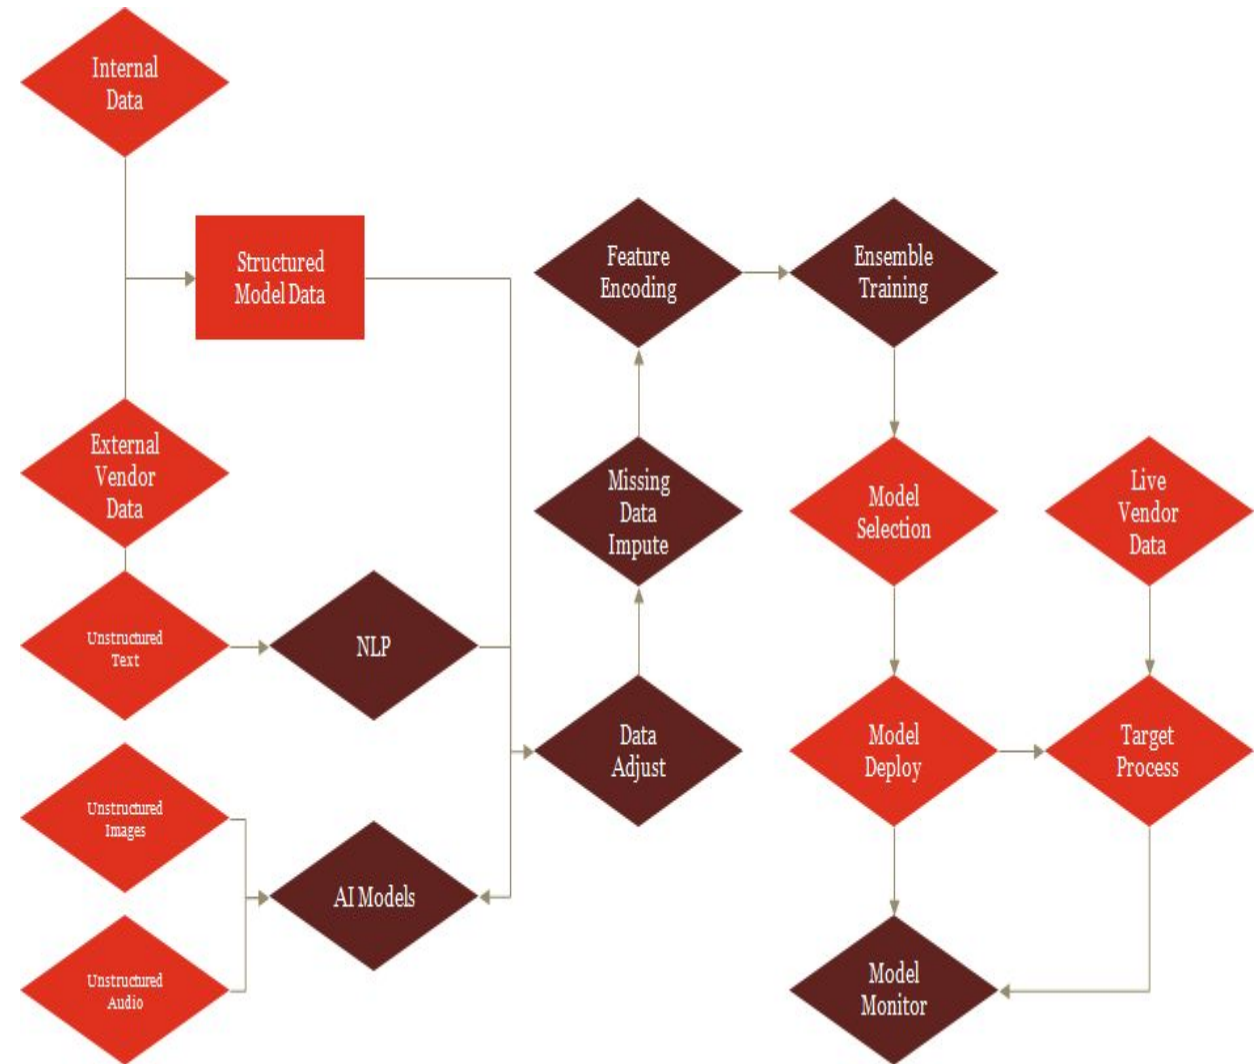 Internal
Data
Structured
Model Data
External
Vendor
Data
Unstructured
Text
NLP
Unstructured
Images
AI Models
Unstructured
Audio
Feature
Encoding
Missing
Data
Impute
Data
Adjust
Ensemble
Training
Model
Selection
Model
Deploy
Model
Monitor
Live
Vendor
Data
Target
Process